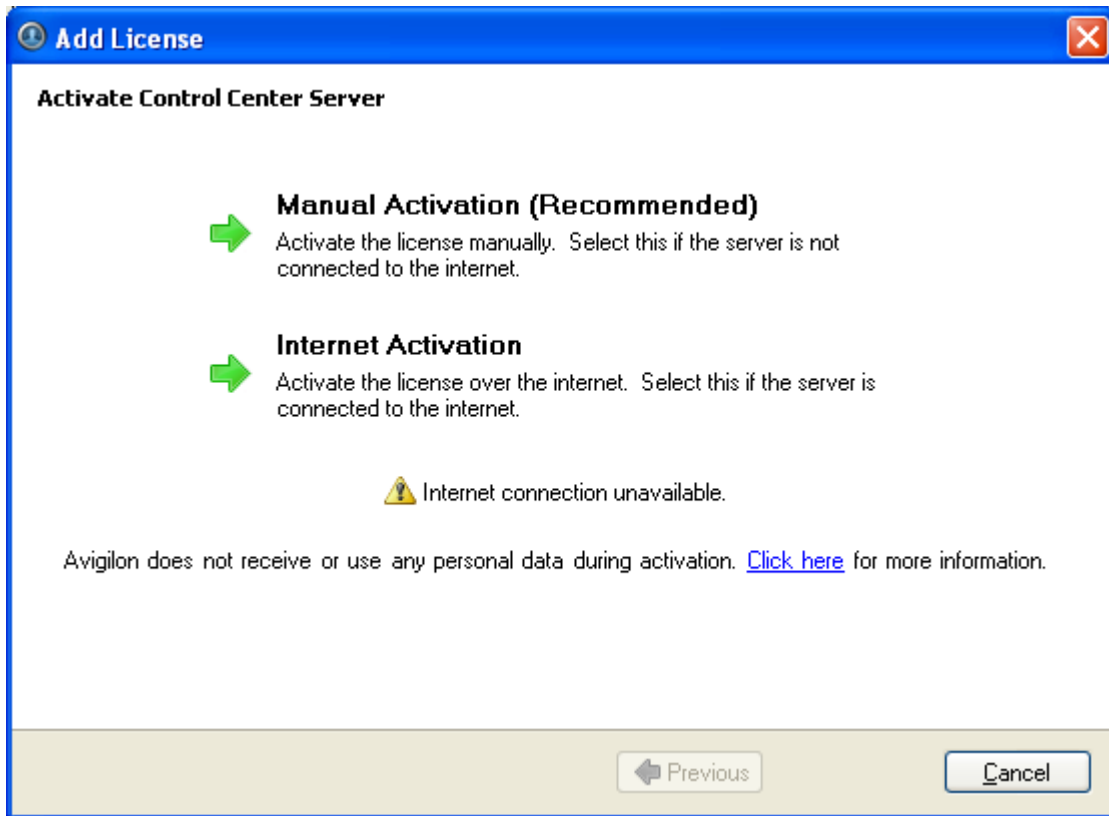 Add License
Activate Control Center Server
Manual Activation (Recommended)
Activate the license manually. Select this if the server is not
connected to the internet.
Internet Activation
Activate the license over the internet. Select this if the server is
connected to the internet.
Internet connection unavailable.
Avigilon does not receive or use any personal data during activation. Click here for more information.
Previous
Cancel